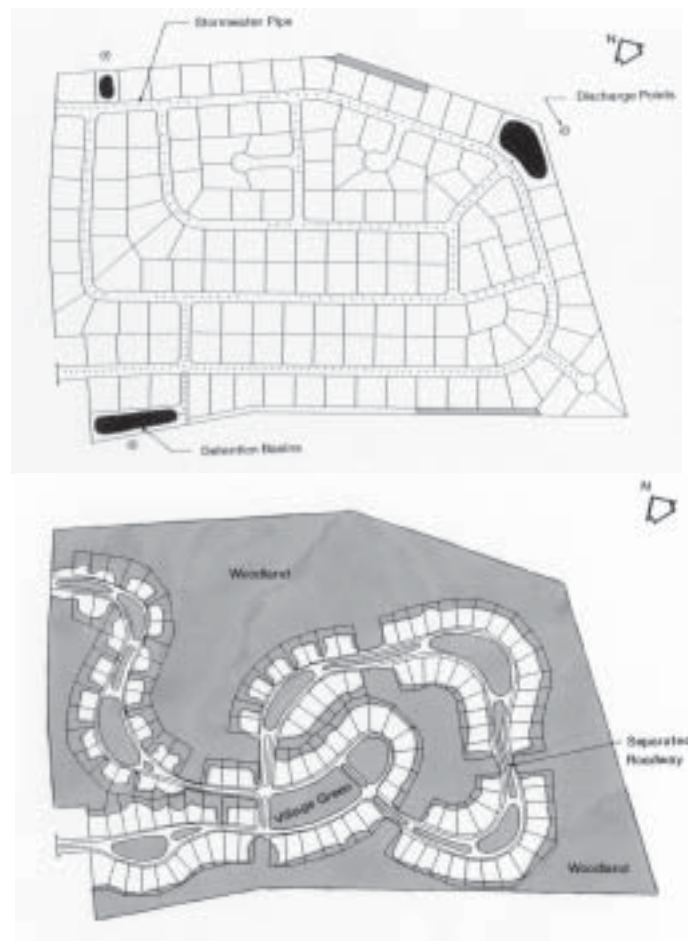 Stormwater Pipe
N
Discharge Points
Detention Basins
N
Woodland
Separated
Roadway
Village Green
Woodland